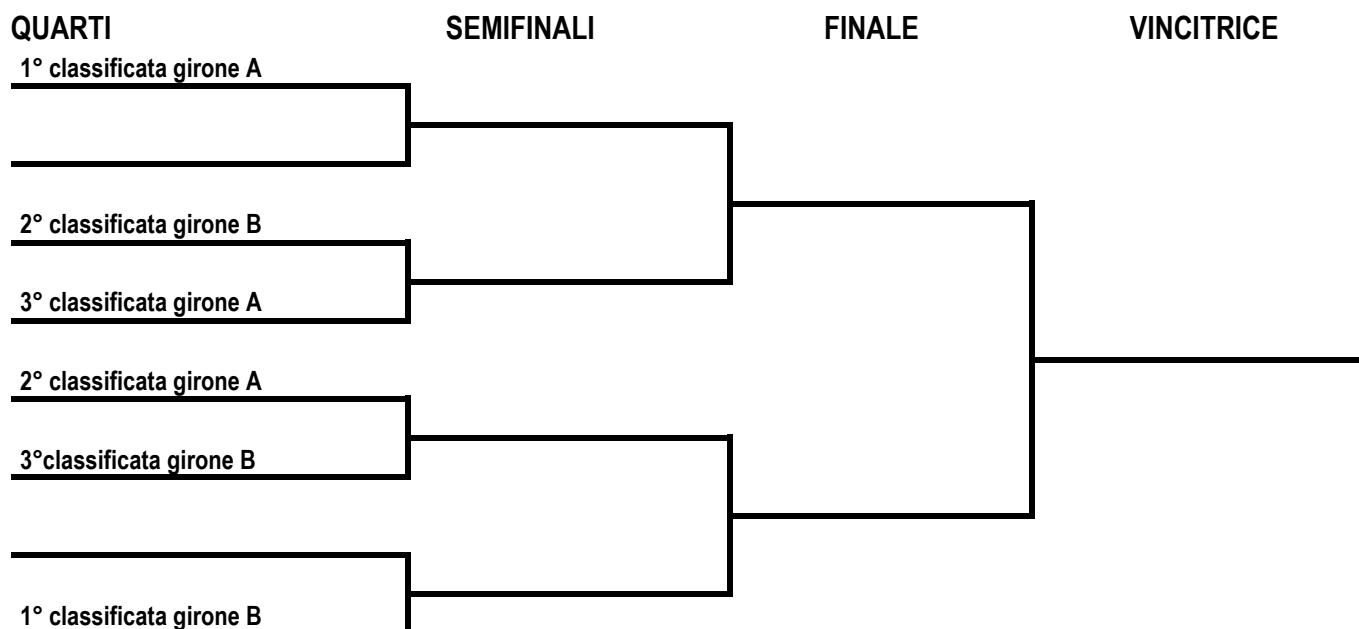 QUARTI SEMIFINALI FINALE VINCITRICE
1° classificata girone A
2° classificata girone B
3° classificata girone A
2° classificata girone A
3°classificata girone B
1° classificata girone B